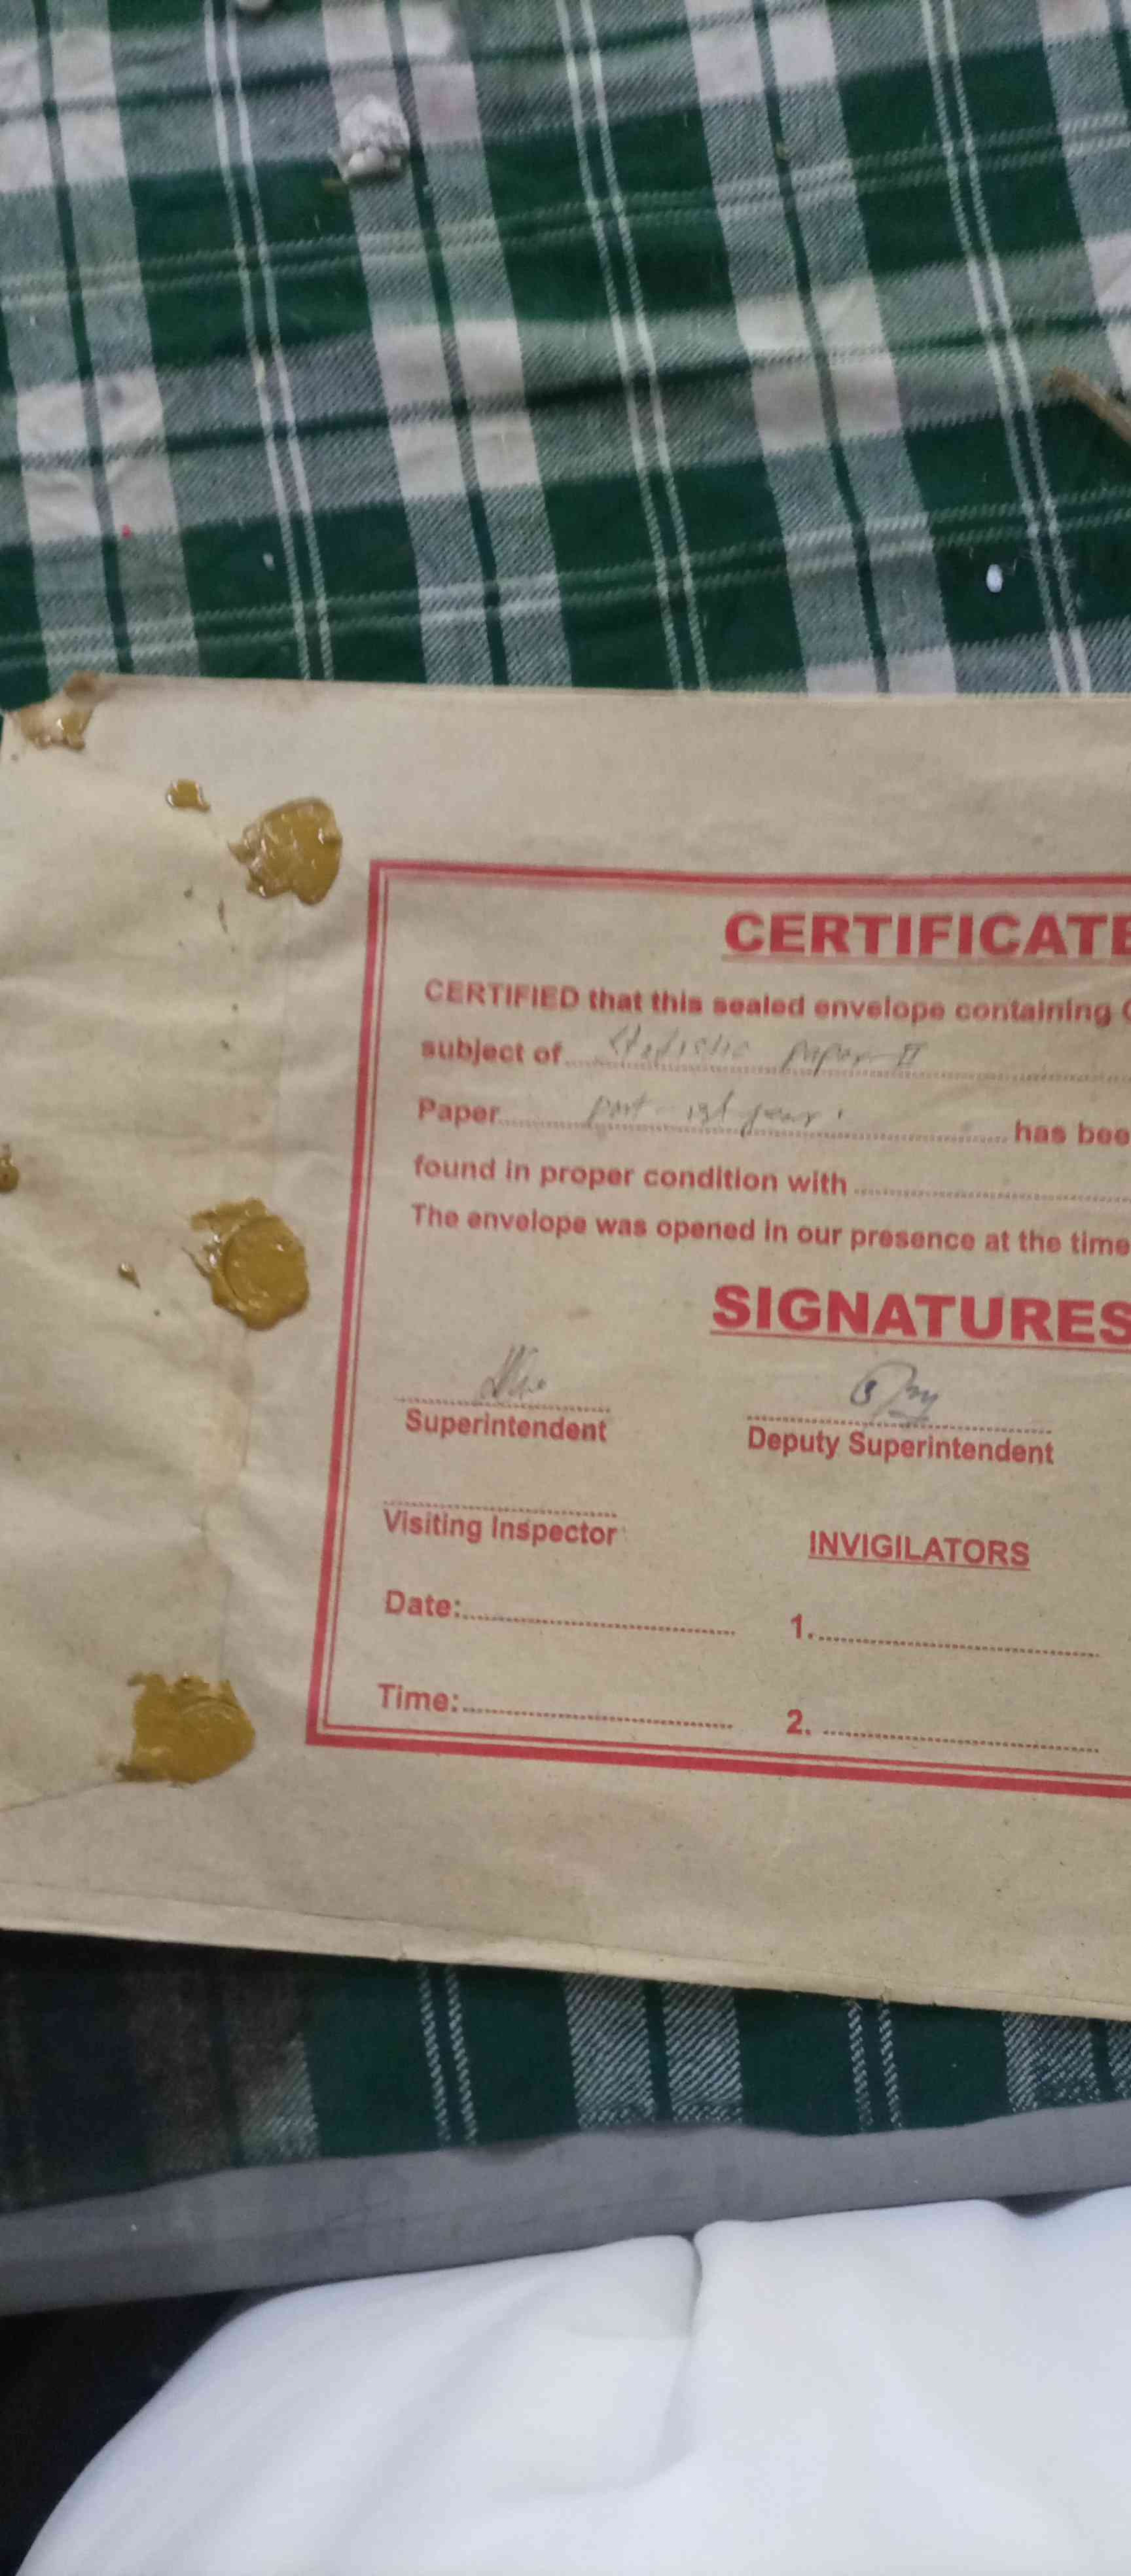 CERTIFICATE
CERTIFIED that this sealed envelope containing
subject of Statistic paper-II
Paper part-1st year has bee
found in proper condition with
The envelope was opened in our presence at the time
SIGNATURES
Superintendent Deputy Superintendent
Visiting Inspector INVIGILATORS
Date: 1.
Time: 2.